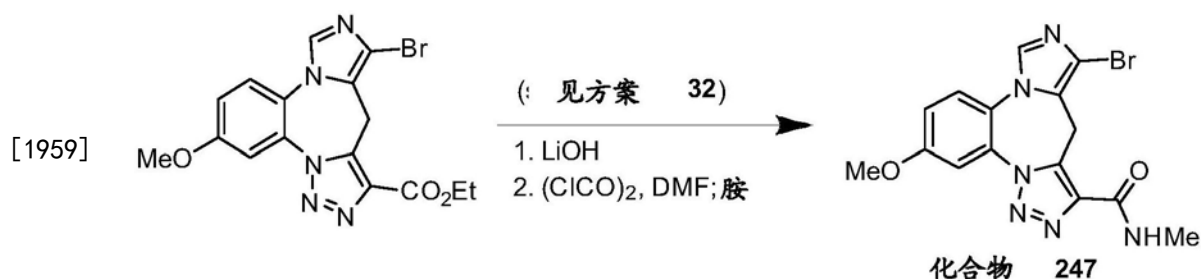 [1959]
N
Br
N
MeO
N
N
N
CO₂Et
(: 见方案 32)
1. LiOH
2. (ClCO)₂, DMF; 胺
N
Br
N
MeO
N
N
N
O
NHMe
化合物 247